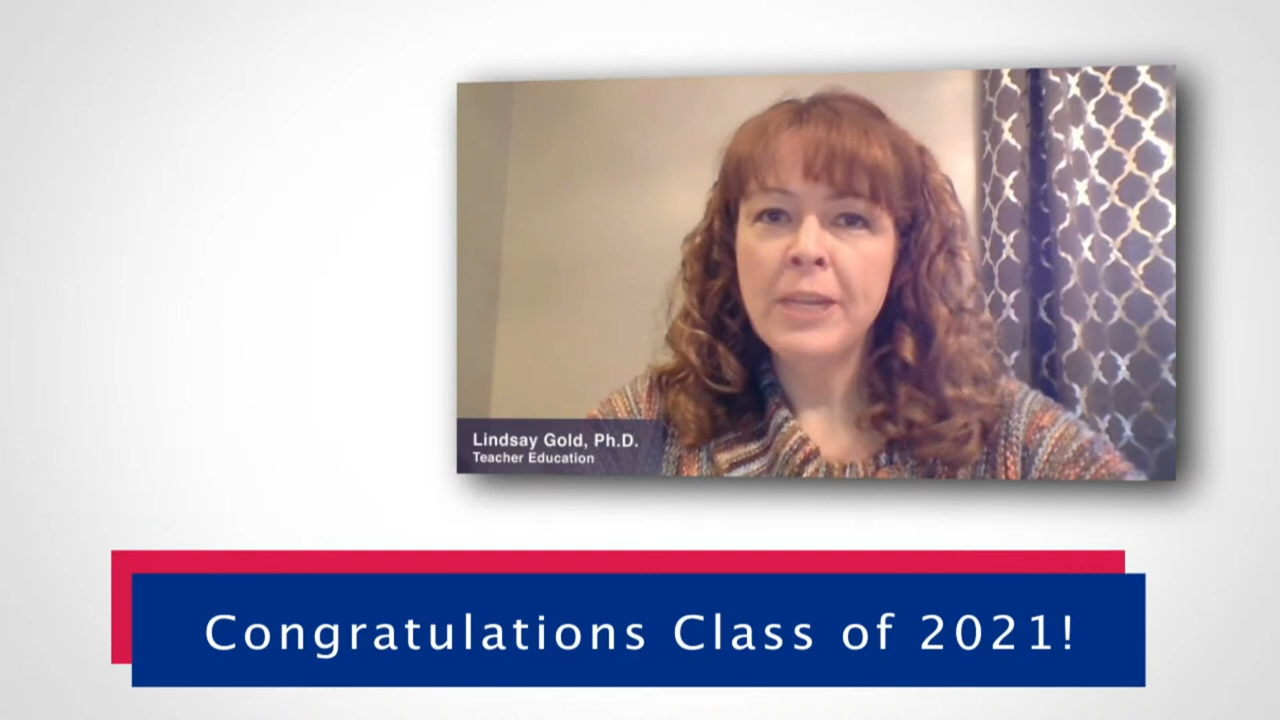 Lindsay Gold, Ph.D.
Teacher Education
Congratulations Class of 2021!